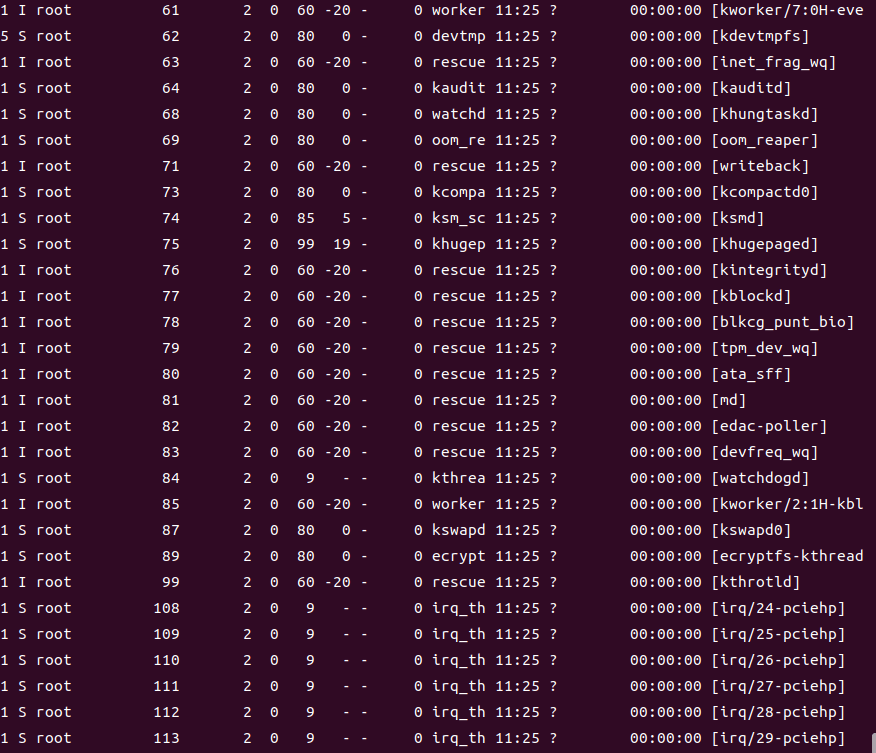 1 I root 61 2 0 60 -20 - 0 worker 11:25 ? 00:00:00 [kworker/7:0H-eve
5 S root 62 2 0 80 0 - 0 devtmp 11:25 ? 00:00:00 [kdevtmpfs]
1 I root 63 2 0 60 -20 - 0 rescue 11:25 ? 00:00:00 [inet_frag_wq]
1 S root 64 2 0 80 0 - 0 kaudit 11:25 ? 00:00:00 [kauditd]
1 S root 68 2 0 80 0 - 0 watchd 11:25 ? 00:00:00 [khungtaskd]
1 S root 69 2 0 80 0 - 0 oom_re 11:25 ? 00:00:00 [oom_reaper]
1 I root 71 2 0 60 -20 - 0 rescue 11:25 ? 00:00:00 [writeback]
1 S root 73 2 0 80 0 - 0 kcompa 11:25 ? 00:00:00 [kcompactd0]
1 S root 74 2 0 85 5 - 0 ksm_sc 11:25 ? 00:00:00 [ksmd]
1 S root 75 2 0 99 19 - 0 khugep 11:25 ? 00:00:00 [khugepaged]
1 I root 76 2 0 60 -20 - 0 rescue 11:25 ? 00:00:00 [kintegrityd]
1 I root 77 2 0 60 -20 - 0 rescue 11:25 ? 00:00:00 [kblockd]
1 I root 78 2 0 60 -20 - 0 rescue 11:25 ? 00:00:00 [blkcg_punt_bio]
1 I root 79 2 0 60 -20 - 0 rescue 11:25 ? 00:00:00 [tpm_dev_wq]
1 I root 80 2 0 60 -20 - 0 rescue 11:25 ? 00:00:00 [ata_sff]
1 I root 81 2 0 60 -20 - 0 rescue 11:25 ? 00:00:00 [md]
1 I root 82 2 0 60 -20 - 0 rescue 11:25 ? 00:00:00 [edac-poller]
1 I root 83 2 0 60 -20 - 0 rescue 11:25 ? 00:00:00 [devfreq_wq]
1 S root 84 2 0 9 - - 0 kthrea 11:25 ? 00:00:00 [watchdogd]
1 I root 85 2 0 60 -20 - 0 worker 11:25 ? 00:00:00 [kworker/2:1H-kbl
1 S root 87 2 0 80 0 - 0 kswapd 11:25 ? 00:00:00 [kswapd0]
1 S root 89 2 0 80 0 - 0 ecrypt 11:25 ? 00:00:00 [ecryptfs-kthread
1 I root 99 2 0 60 -20 - 0 rescue 11:25 ? 00:00:00 [kthrotld]
1 S root 108 2 0 9 - - 0 irq_th 11:25 ? 00:00:00 [irq/24-pciehp]
1 S root 109 2 0 9 - - 0 irq_th 11:25 ? 00:00:00 [irq/25-pciehp]
1 S root 110 2 0 9 - - 0 irq_th 11:25 ? 00:00:00 [irq/26-pciehp]
1 S root 111 2 0 9 - - 0 irq_th 11:25 ? 00:00:00 [irq/27-pciehp]
1 S root 112 2 0 9 - - 0 irq_th 11:25 ? 00:00:00 [irq/28-pciehp]
1 S root 113 2 0 9 - - 0 irq_th 11:25 ? 00:00:00 [irq/29-pciehp]